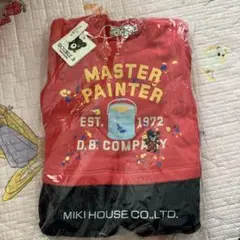 MASTER
PAINTER
EST. 1972
D.B. COMPANY
MIKI HOUSE CO.,LTD.